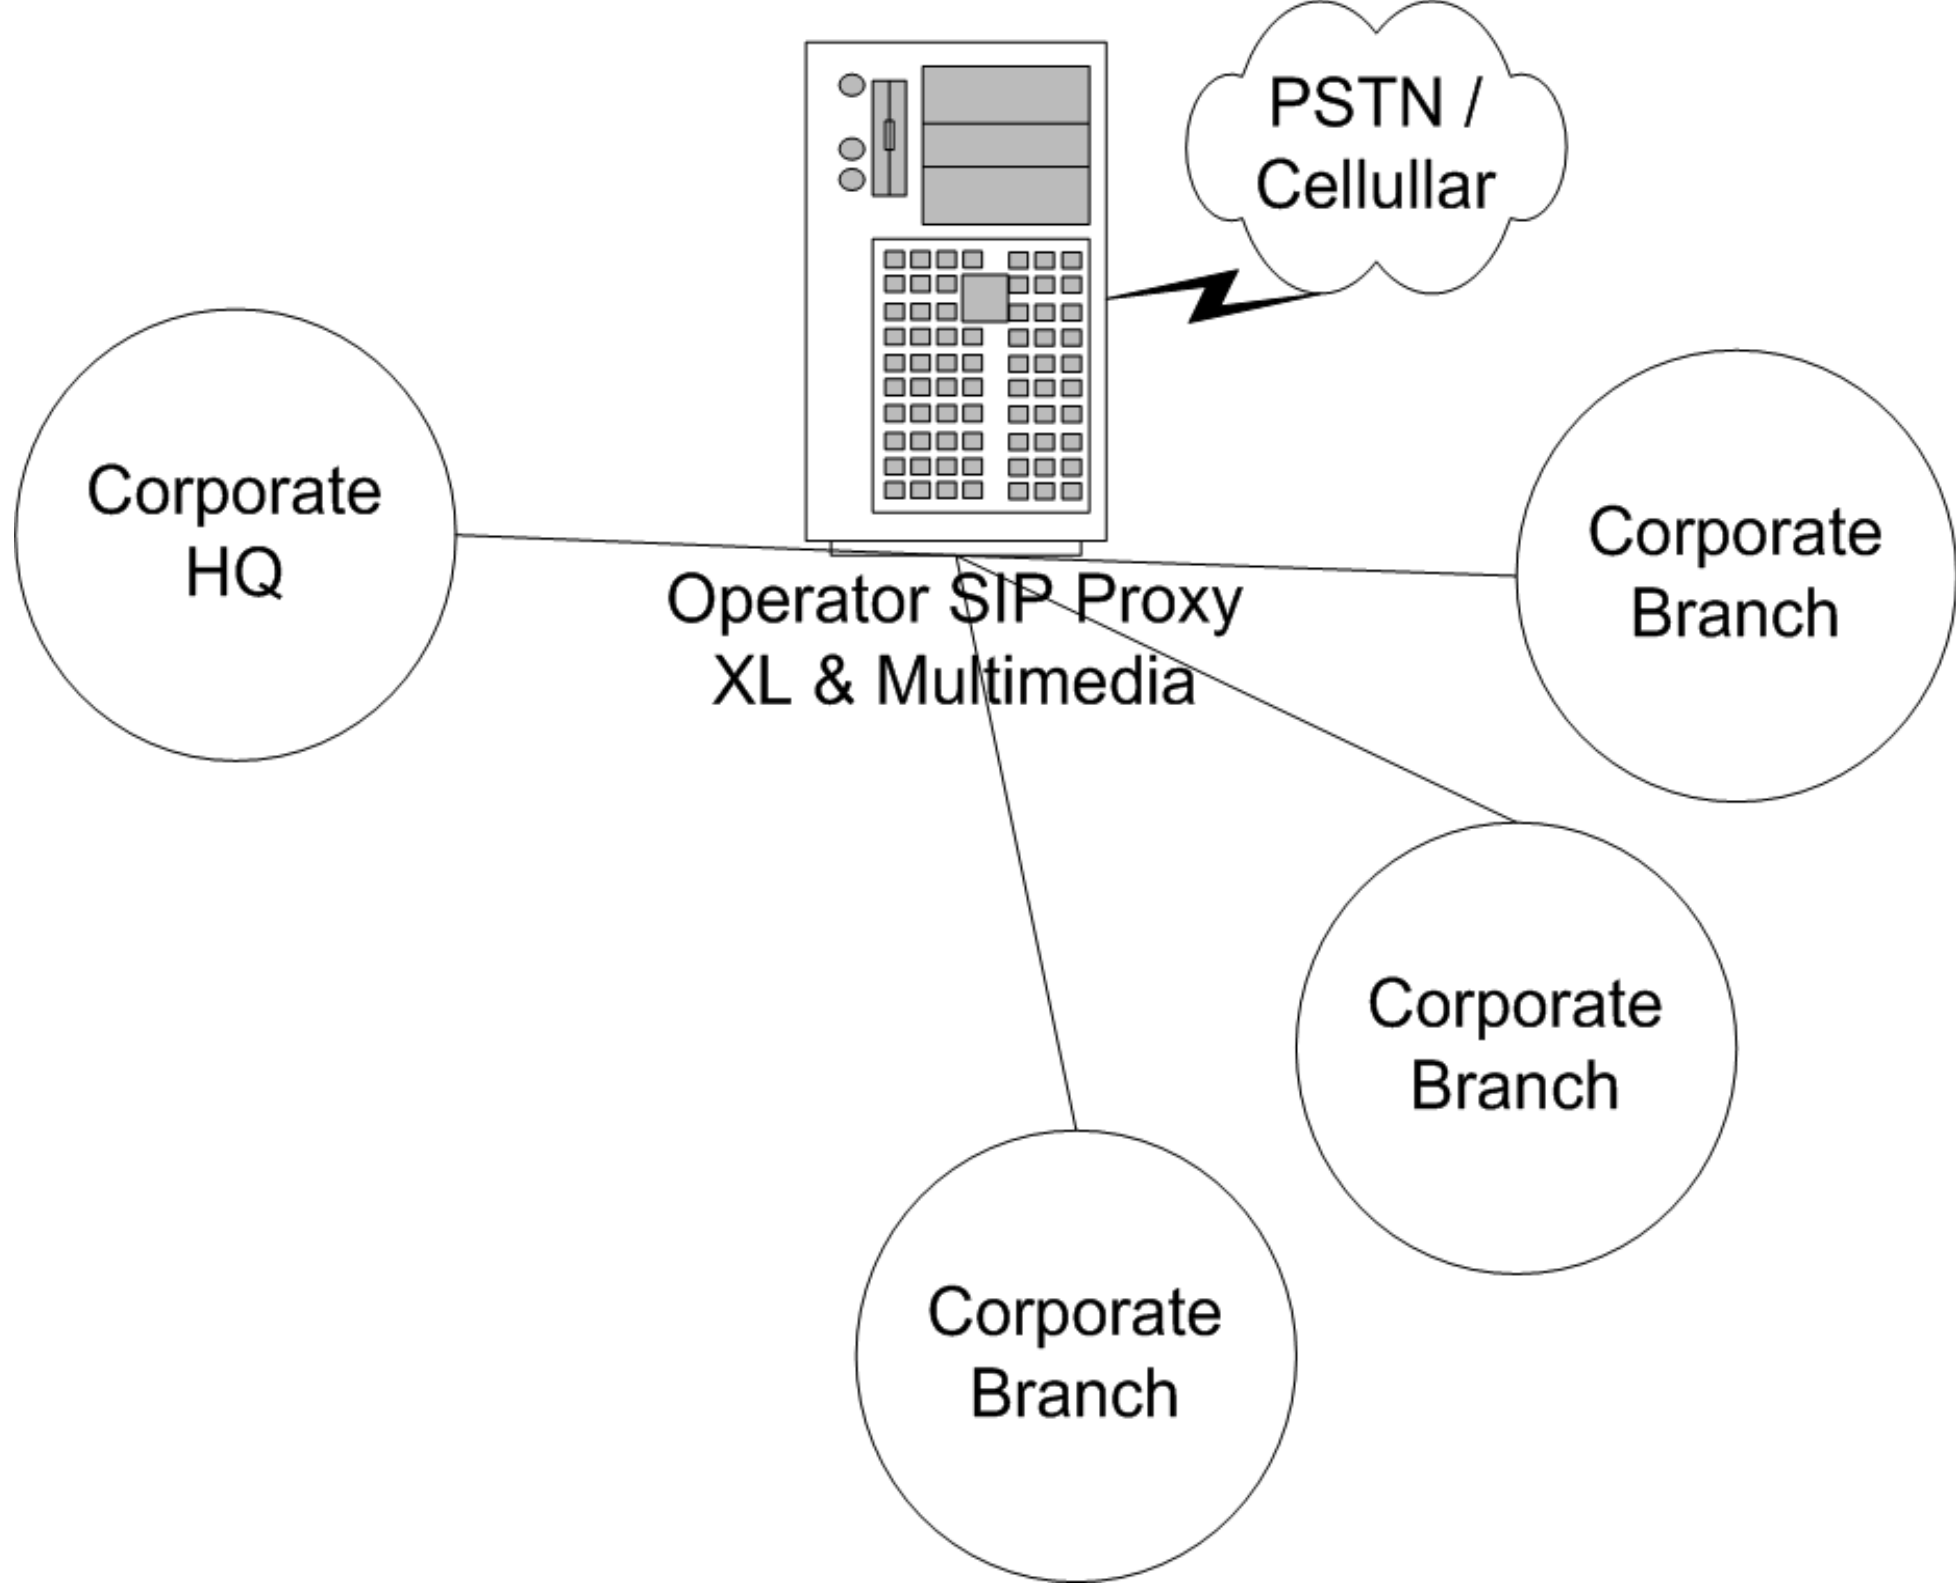 PSTN /
Cellullar
Corporate
HQ
Operator SIP Proxy
XL & Multimedia
Corporate
Branch
Corporate
Branch
Corporate
Branch